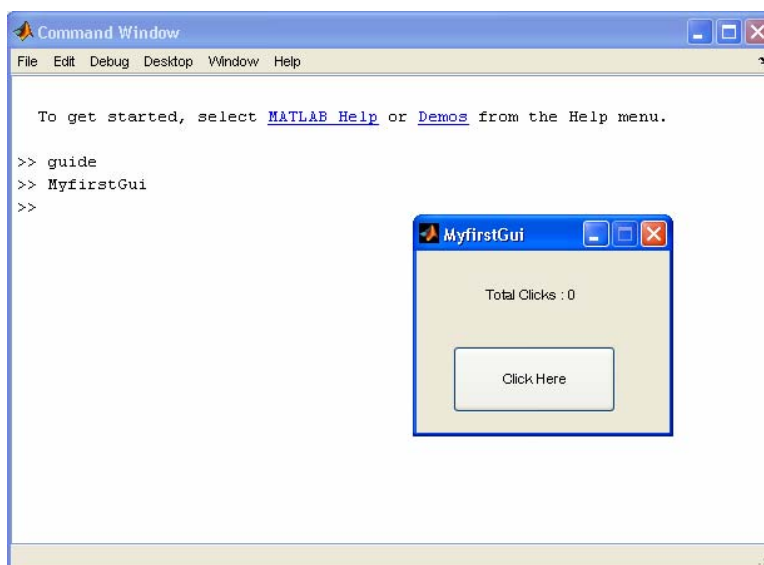 Command Window
File Edit Debug Desktop Window Help
To get started, select MATLAB Help or Demos from the Help menu.
>> guide
>> MyfirstGui
>>
MyfirstGui
Total Clicks : 0
Click Here